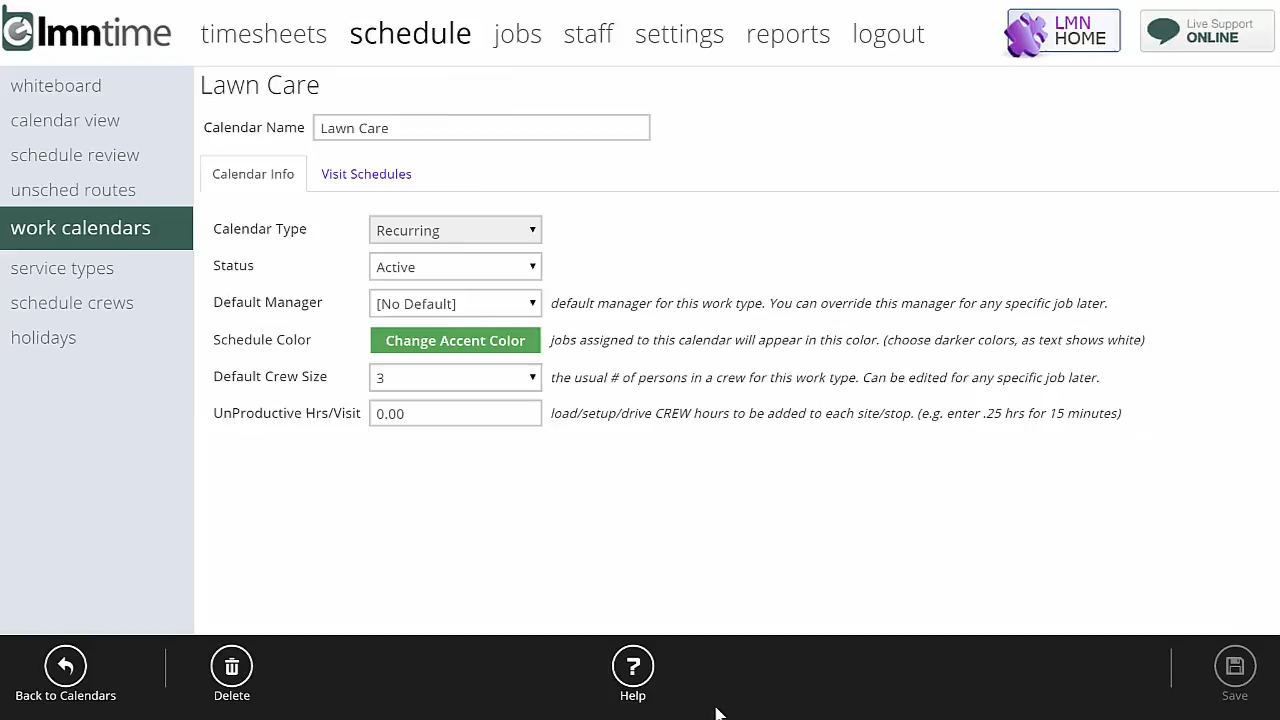 lmntime
timesheets schedule jobs staff settings reports logout
LMN
HOME
Live Support
ONLINE
whiteboard
calendar view
schedule review
unsched routes
work calendars
service types
schedule crews
holidays
Lawn Care
Calendar Name Lawn Care
Calendar Info Visit Schedules
Calendar Type Recurring
Status Active
Default Manager [No Default] default manager for this work type. You can override this manager for any specific job later.
Schedule Color Change Accent Color jobs assigned to this calendar will appear in this color. (choose darker colors, as text shows white)
Default Crew Size 3 the usual # of persons in a crew for this work type. Can be edited for any specific job later.
UnProductive Hrs/Visit 0.00 load/setup/drive CREW hours to be added to each site/stop. (e.g. enter .25 hrs for 15 minutes)
?
Back to Calendars Delete Help Save